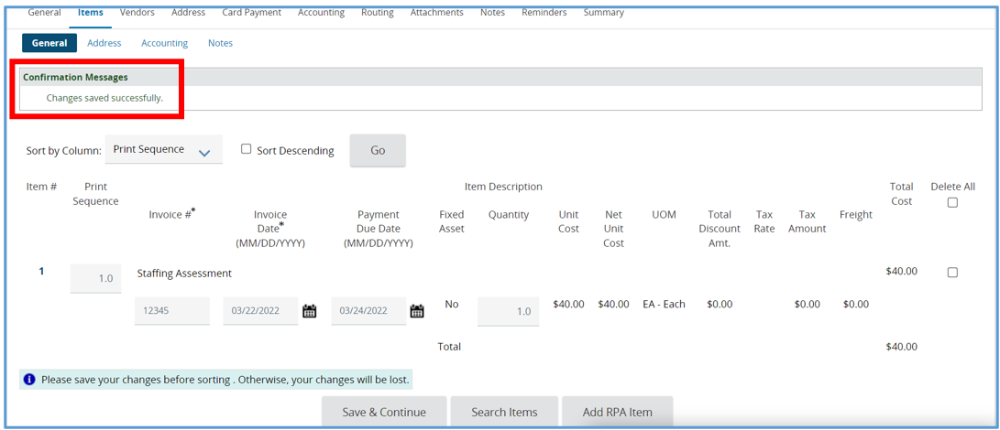 General Items Vendors Address Card Payment Accounting Routing Attachments Notes Reminders Summary
General Address Accounting Notes
Confirmation Messages
Changes saved successfully.
Sort by Column: Print Sequence Sort Descending Go
Item # Print Item Description Total Delete All
Sequence Cost
Invoice #* Invoice Payment Fixed Quantity Unit Net UOM Total Tax Tax Freight
Date* Due Date Asset Cost Unit Discount Rate Amount
(MM/DD/YYYY) (MM/DD/YYYY) Cost Amt.
1 1.0 Staffing Assessment $40.00
12345 03/22/2022 03/24/2022 No 1.0 $40.00 $40.00 EA - Each $0.00 $0.00 $0.00
Total $40.00
i Please save your changes before sorting . Otherwise, your changes will be lost.
Save & Continue Search Items Add RPA Item